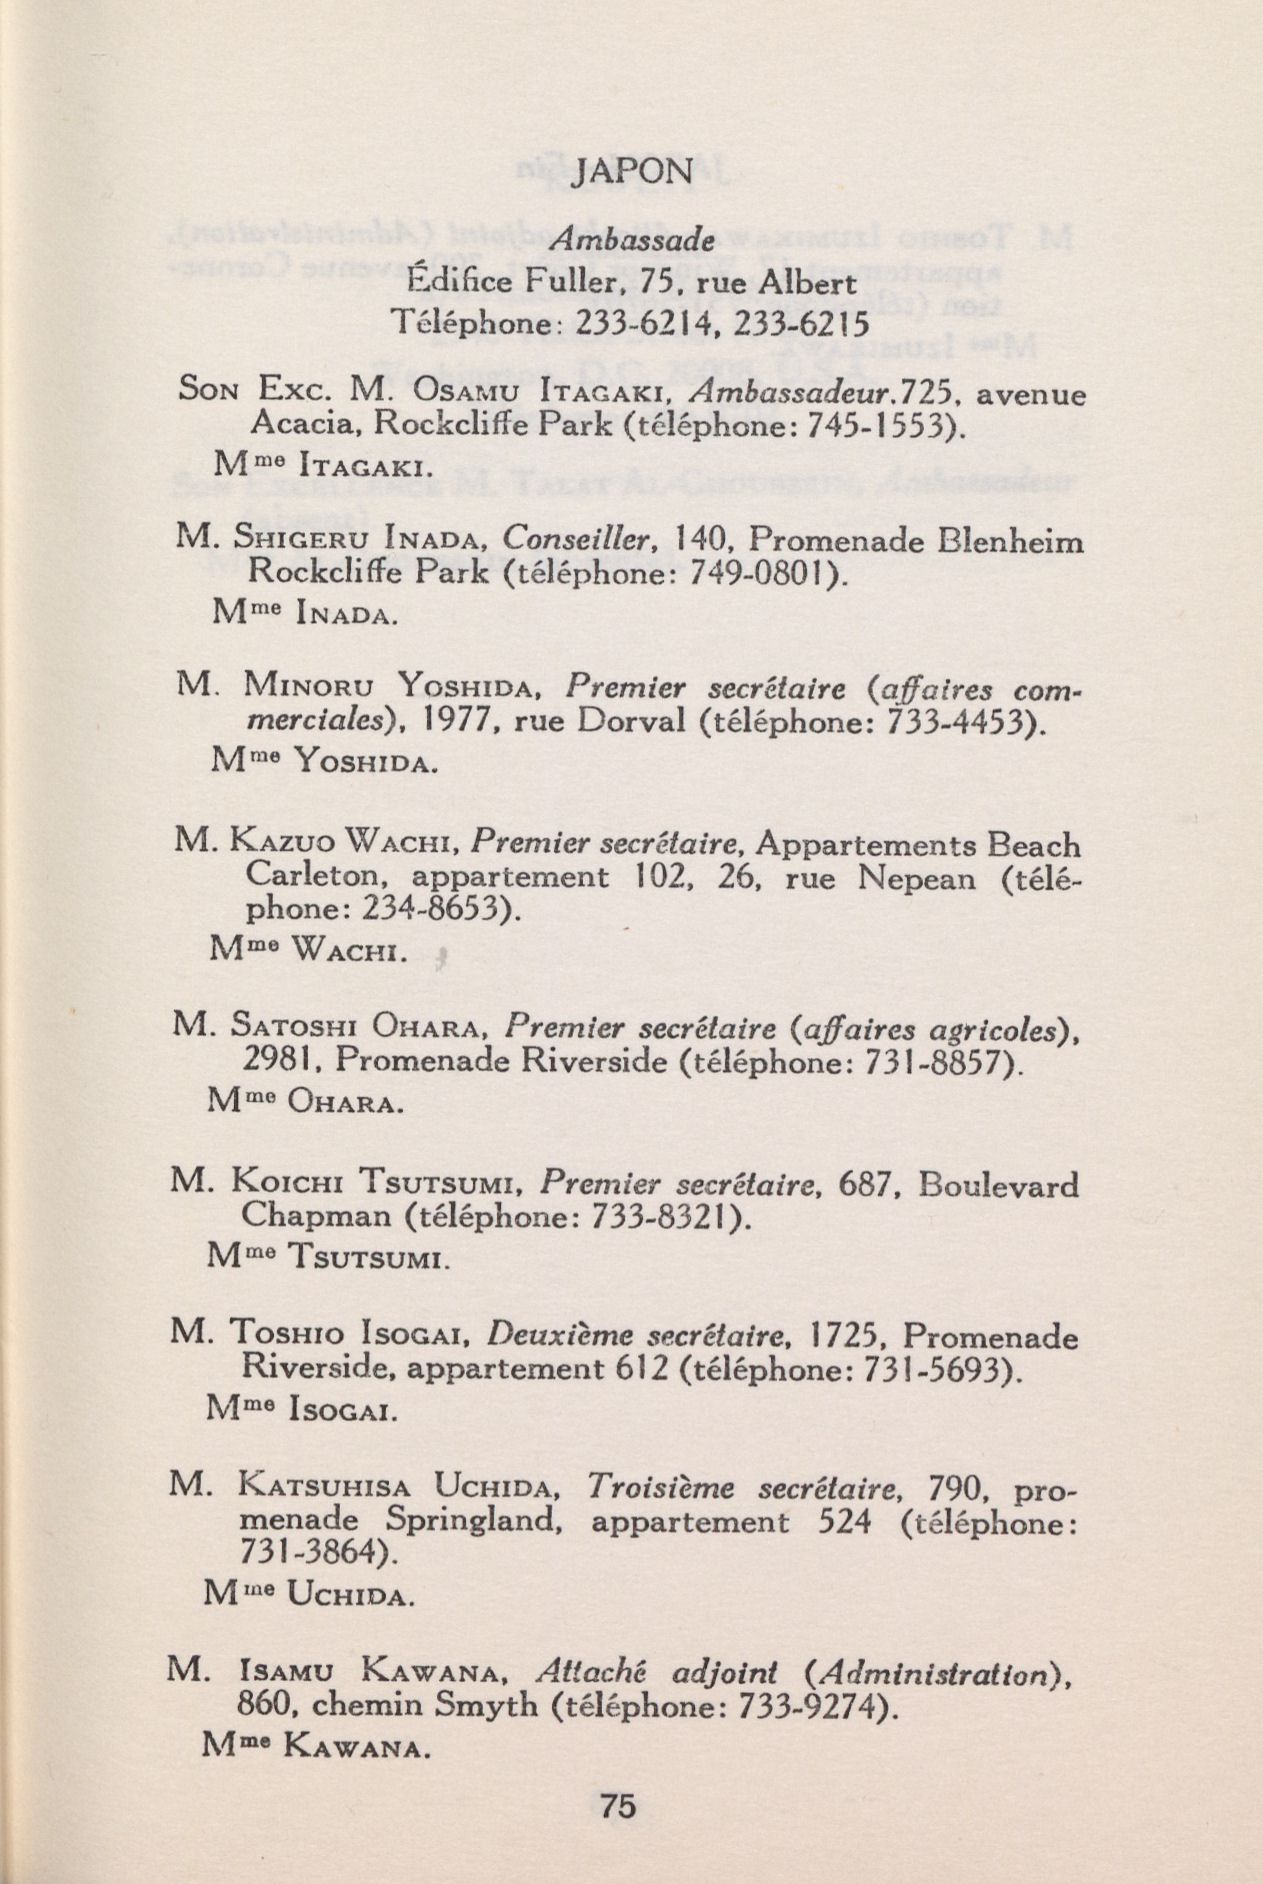 JAPON
Ambassade
Édifice Fuller, 75, rue Albert
Téléphone: 233-6214, 233-6215
Son Exc. M. Osamu Itagaki, Ambassadeur. 725, avenue
Acacia, Rockcliffe Park (téléphone: 745-1553).
Mme Itagaki.
M. Shigeru Inada, Conseiller, 140, Promenade Blenheim
Rockcliffe Park (téléphone: 749-0801).
Mme Inada.
M. Minoru Yoshida, Premier secrétaire (affaires com-
merciales), 1977, rue Dorval (téléphone: 733-4453).
Mme Yoshida.
M. Kazuo Wachi, Premier secrétaire, Appartements Beach
Carleton, appartement 102, 26, rue Nepean (télé-
phone: 234-8653).
Mme Wachi.
M. Satoshi Ohara, Premier secrétaire (affaires agricoles),
2981, Promenade Riverside (téléphone: 731-8857).
Mme Ohara.
M. Koichi Tsutsumi, Premier secrétaire, 687, Boulevard
Chapman (téléphone: 733-8321).
Mme Tsutsumi.
M. Toshio Isogai, Deuxième secrétaire, 1725, Promenade
Riverside, appartement 612 (téléphone: 731-5693).
Mme Isogai.
M. Katsuhisa Uchida, Troisième secrétaire, 790, pro-
menade Springland, appartement 524 (téléphone:
731-3864).
Mme Uchida.
M. Isamu Kawana, Attaché adjoint (Administration),
860, chemin Smyth (téléphone: 733-9274).
Mme Kawana.
75